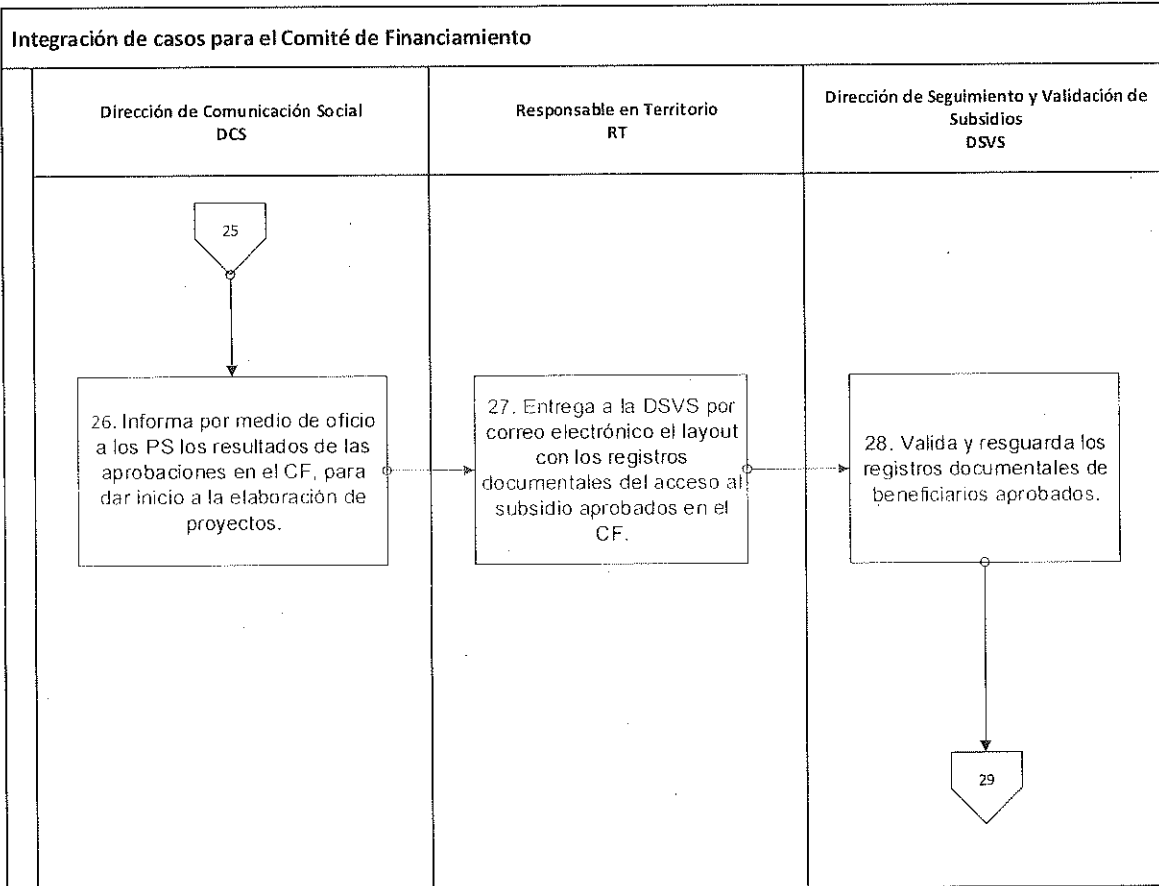 Integración de casos para el Comité de Financiamiento
Dirección de Comunicación Social
DCS
Responsable en Territorio
RT
Dirección de Seguimiento y Validación de
Subsidios
DSVS
25
26. Informa por medio de oficio
a los PS los resultados de las
aprobaciones en el CF, para
dar inicio a la elaboración de
proyectos.
27. Entrega a la DSVS por
correo electrónico el layout
con los registros
documentales del acceso al
subsidio aprobados en el
CF.
28. Valida y resguarda los
registros documentales de
beneficiarios aprobados.
29